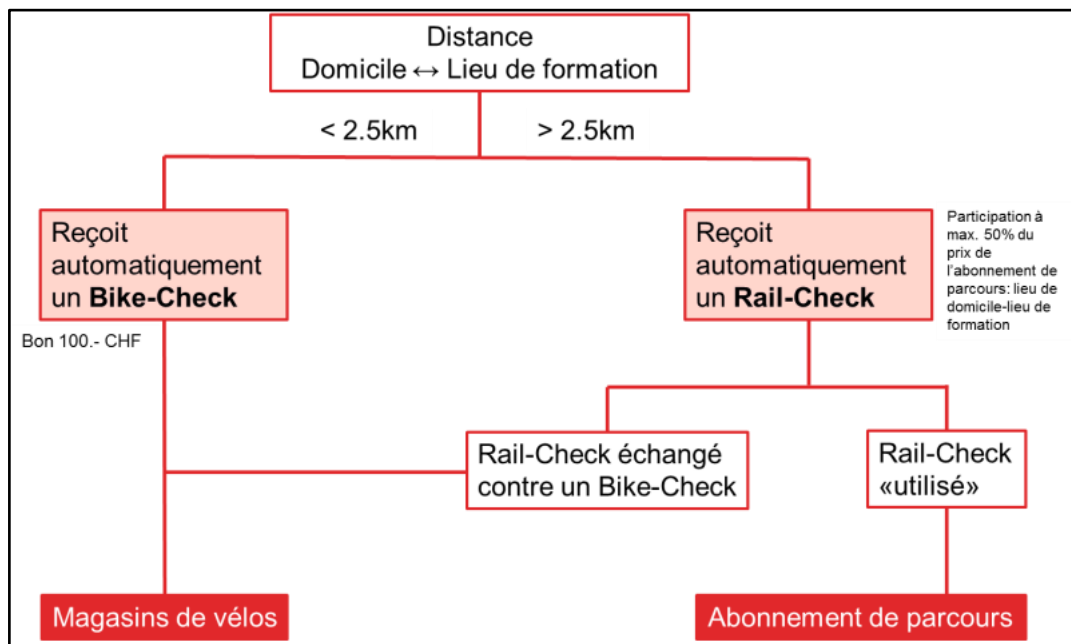 Distance
Domicile ↔ Lieu de formation
< 2.5km
> 2.5km
Reçoit
automatiquement
un Bike-Check
Reçoit
automatiquement
un Rail-Check
Participation à
max. 50% du
prix de
l'abonnement de
parcours: lieu de
domicile-lieu de
formation
Bon 100.- CHF
Rail-Check échangé
contre un Bike-Check
Rail-Check
«utilisé»
Magasins de vélos
Abonnement de parcours